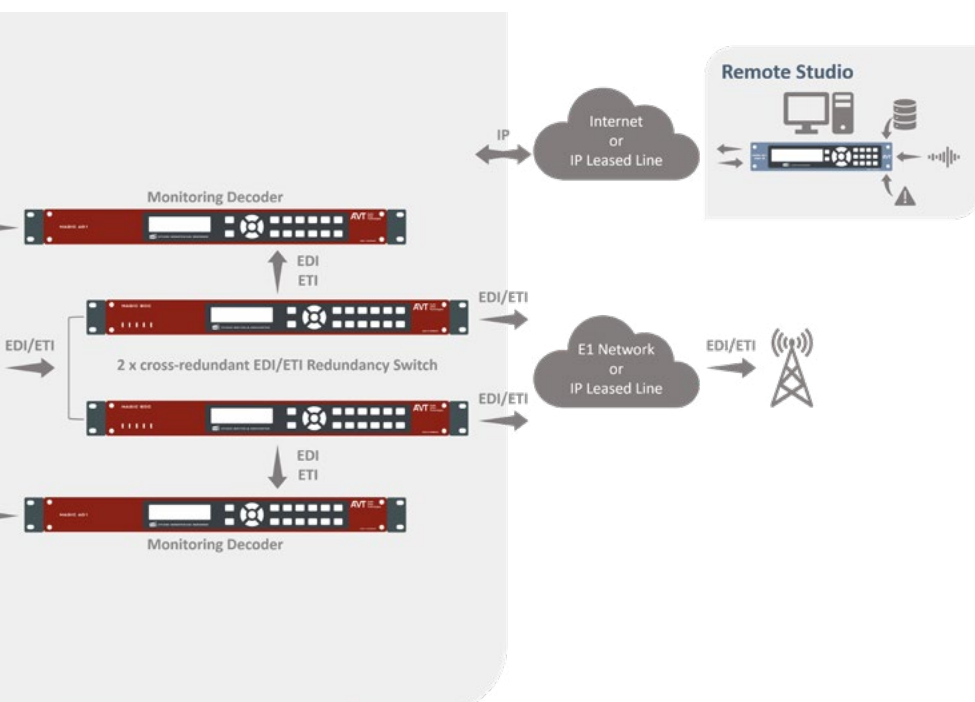 Remote Studio
Internet
or
IP Leased Line
IP
Monitoring Decoder
AVT
EDI
ETI
EDI/ETI
AVT
EDI/ETI
2 x cross-redundant EDI/ETI Redundancy Switch
E1 Network
or
IP Leased Line
EDI/ETI
EDI/ETI
AVT
EDI
ETI
AVT
Monitoring Decoder